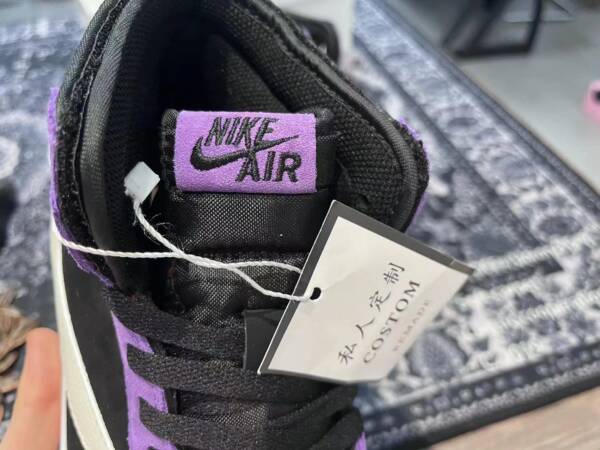 NIKE
AIR
私人定制
COSTOM
REMADE